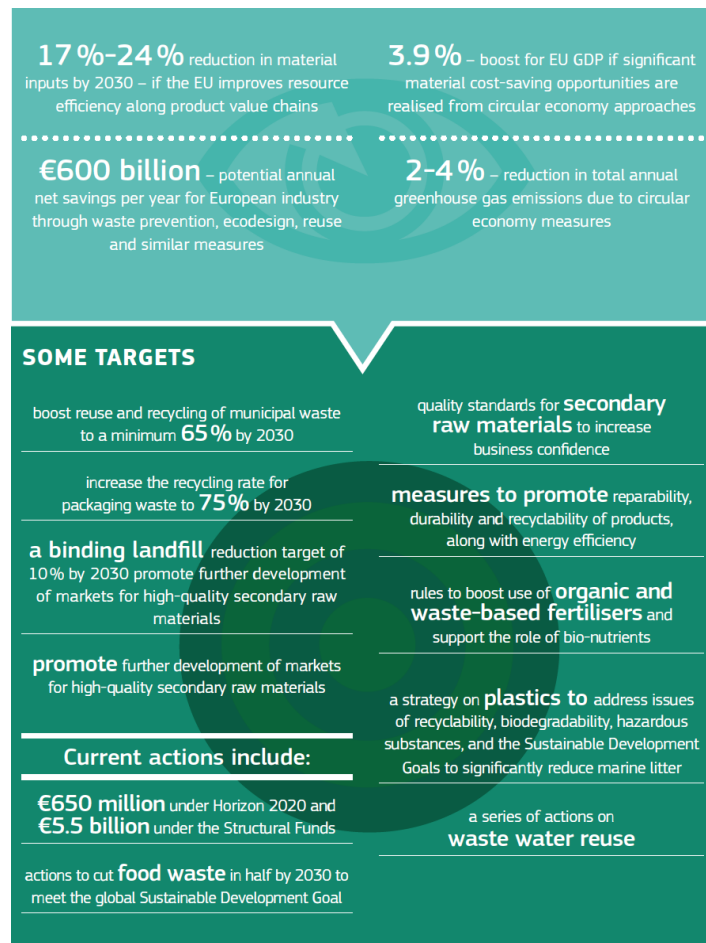 17 %-24 % reduction in material
inputs by 2030 – if the EU improves resource
efficiency along product value chains
3.9 % – boost for EU GDP if significant
material cost-saving opportunities are
realised from circular economy approaches
€600 billion – potential annual
net savings per year for European industry
through waste prevention, ecodesign, reuse
and similar measures
2-4 % – reduction in total annual
greenhouse gas emissions due to circular
economy measures
SOME TARGETS
boost reuse and recycling of municipal waste
to a minimum 65 % by 2030
increase the recycling rate for
packaging waste to 75 % by 2030
a binding landfill reduction target of
10 % by 2030 promote further development
of markets for high-quality secondary raw
materials
promote further development of markets
for high-quality secondary raw materials
Current actions include:
€650 million under Horizon 2020 and
€5.5 billion under the Structural Funds
actions to cut food waste in half by 2030 to
meet the global Sustainable Development Goal
quality standards for secondary
raw materials to increase
business confidence
measures to promote reparability,
durability and recyclability of products,
along with energy efficiency
rules to boost use of organic and
waste-based fertilisers and
support the role of bio-nutrients
a strategy on plastics to address issues
of recyclability, biodegradability, hazardous
substances, and the Sustainable Development
Goals to significantly reduce marine litter
a series of actions on
waste water reuse